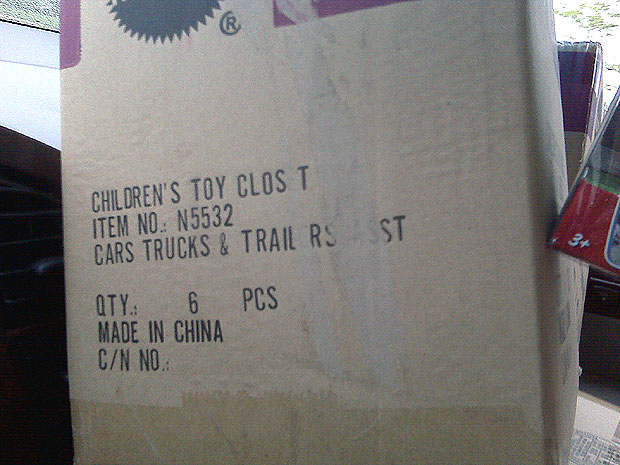 ®
CHILDREN'S TOY CLOS T
ITEM NO.: N5532
CARS TRUCKS & TRAIL RS ST
QTY.: 6 PCS
MADE IN CHINA
C/N NO.:
3+